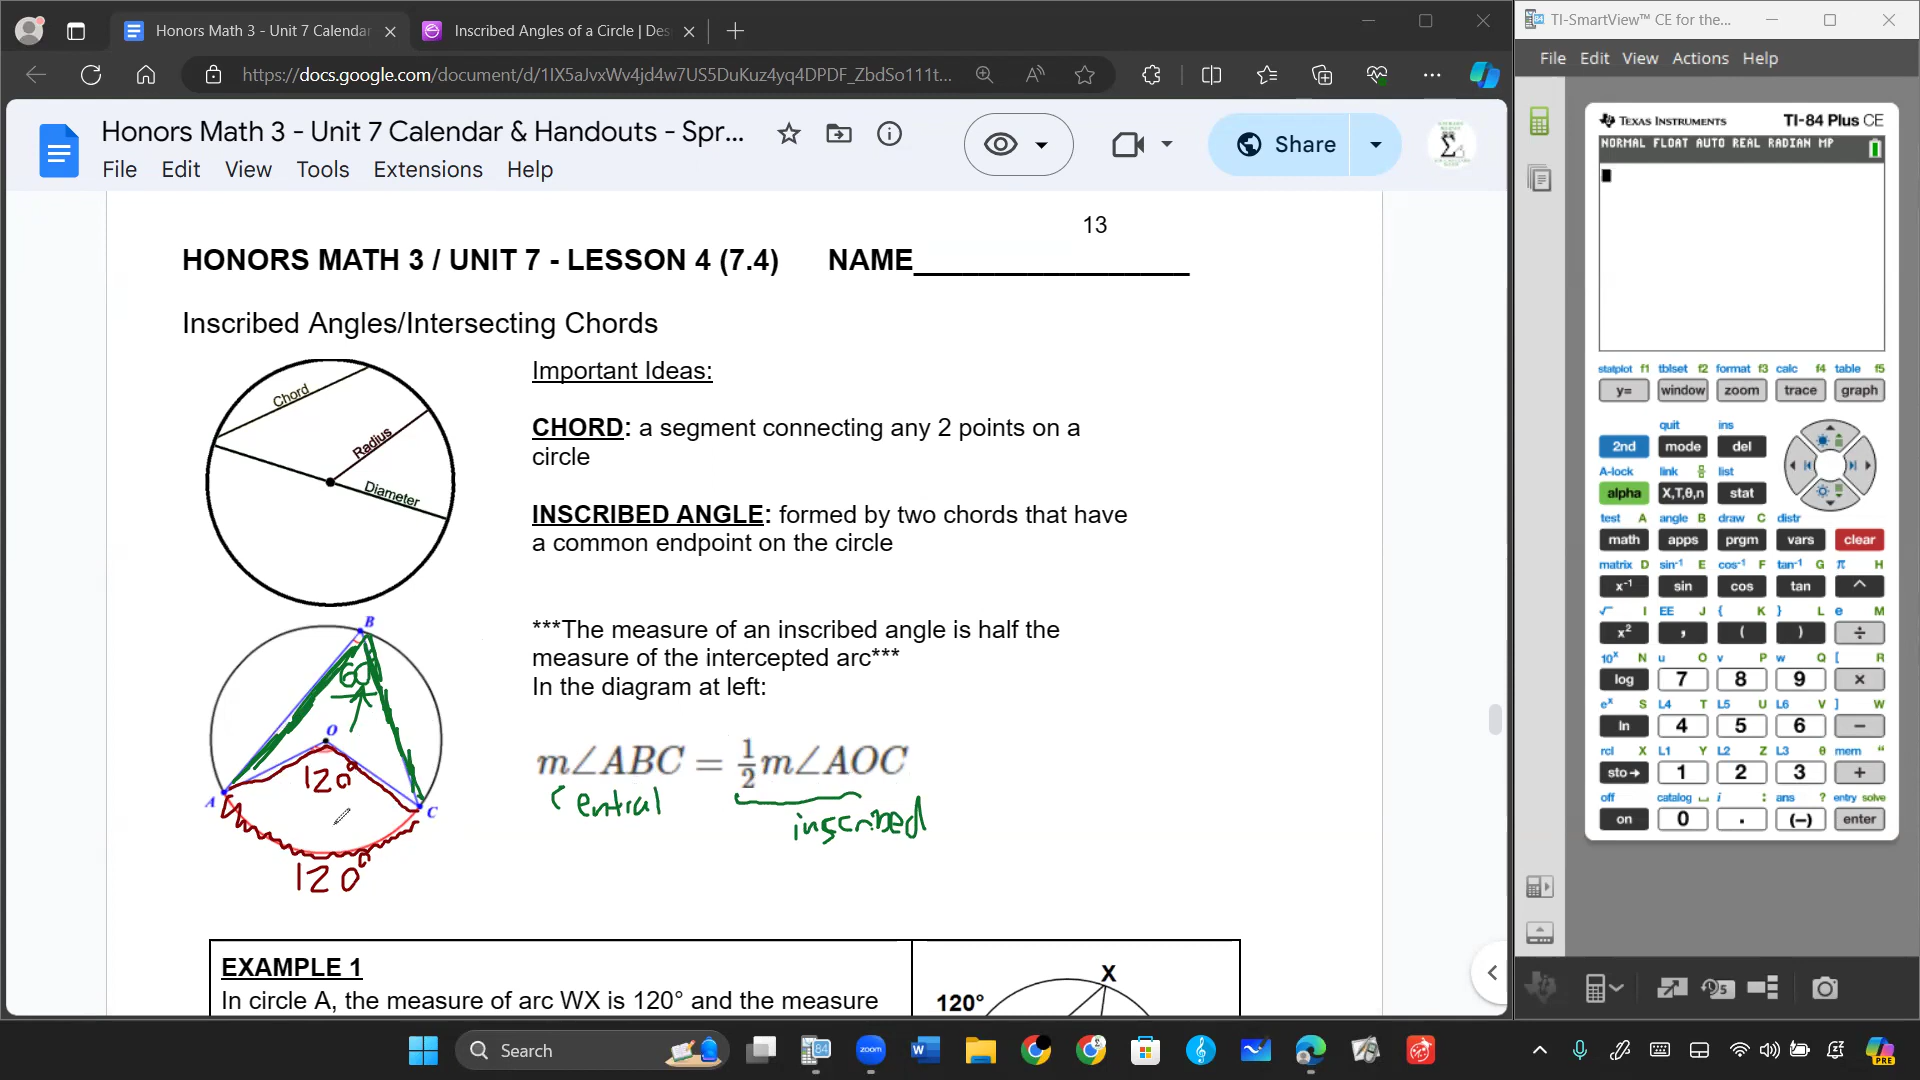 Honors Math 3 - Unit 7 Calendar
Inscribed Angles of a Circle | Des
https://docs.google.com/document/d/1IX5aJvxWv4jd4w7US5DuKuz4yq4DPDF_ZbdSo111t...
Honors Math 3 - Unit 7 Calendar & Handouts - Spr...
File Edit View Tools Extensions Help
Share
13
HONORS MATH 3 / UNIT 7 - LESSON 4 (7.4) NAME__________________
Inscribed Angles/Intersecting Chords
Chord
Radius
Diameter
Important Ideas:
CHORD: a segment connecting any 2 points on a
circle
INSCRIBED ANGLE: formed by two chords that have
a common endpoint on the circle
***The measure of an inscribed angle is half the
measure of the intercepted arc***
In the diagram at left:
m∠ABC = 1/2 m∠AOC
Central
inscribed
B
60°
O
120°
A
C
120°
EXAMPLE 1
In circle A, the measure of arc WX is 120° and the measure
X
120°
TI-SmartView™ CE for the...
File Edit View Actions Help
TEXAS INSTRUMENTS TI-84 Plus CE
NORMAL FLOAT AUTO REAL RADIAN MP
statplot f1 tblset f2 format f3 calc f4 table f5
y= window zoom trace graph
quit ins
2nd mode del
A-lock link list
alpha X,T,θ,n stat
test A angle B draw C distr
math apps prgm vars clear
matrix D sin⁻¹ E cos⁻¹ F tan⁻¹ G π H
x⁻¹ sin cos tan ^
√ I EE J { K } L e M
x² , ( ) ÷
10ˣ N u O v P w Q [ R
log 7 8 9 ×
eˣ S L4 T L5 U L6 V ] W
ln 4 5 6 −
rcl X L1 Y L2 Z L3 θ mem "
sto→ 1 2 3 +
off catalog i : ans ? entry solve
on 0 . (−) enter
Search
84
zoom
W
PRE